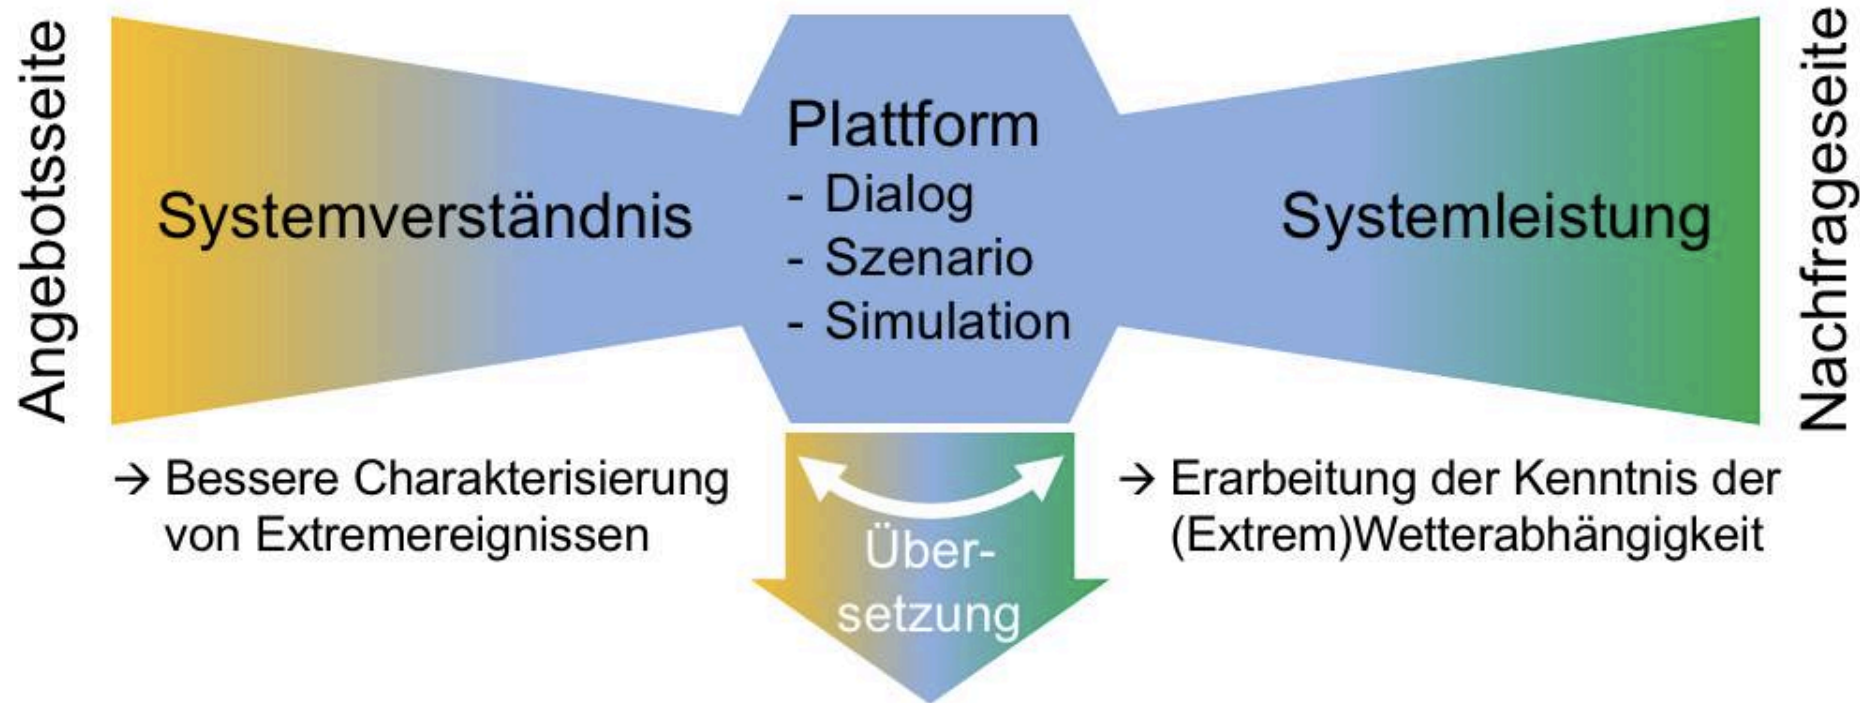 Angebotsseite
Systemverständnis
Plattform
- Dialog
- Szenario
- Simulation
Systemleistung
Nachfrageseite
→ Bessere Charakterisierung
von Extremereignissen
Über-
setzung
→ Erarbeitung der Kenntnis der
(Extrem)Wetterabhängigkeit